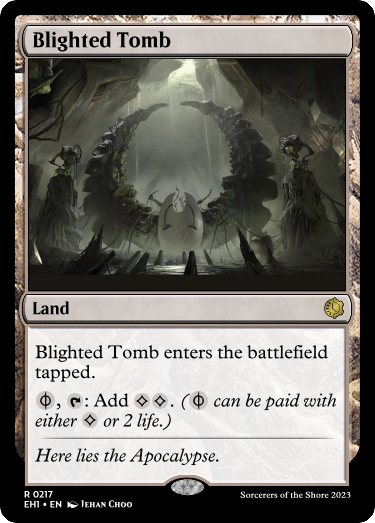 Blighted Tomb
Land
Blighted Tomb enters the battlefield
tapped.
, : Add . ( can be paid with
either or 2 life.)
Here lies the Apocalypse.
R 0217
EH1 • EN Jehan Choo
Sorcerers of the Shore 2023